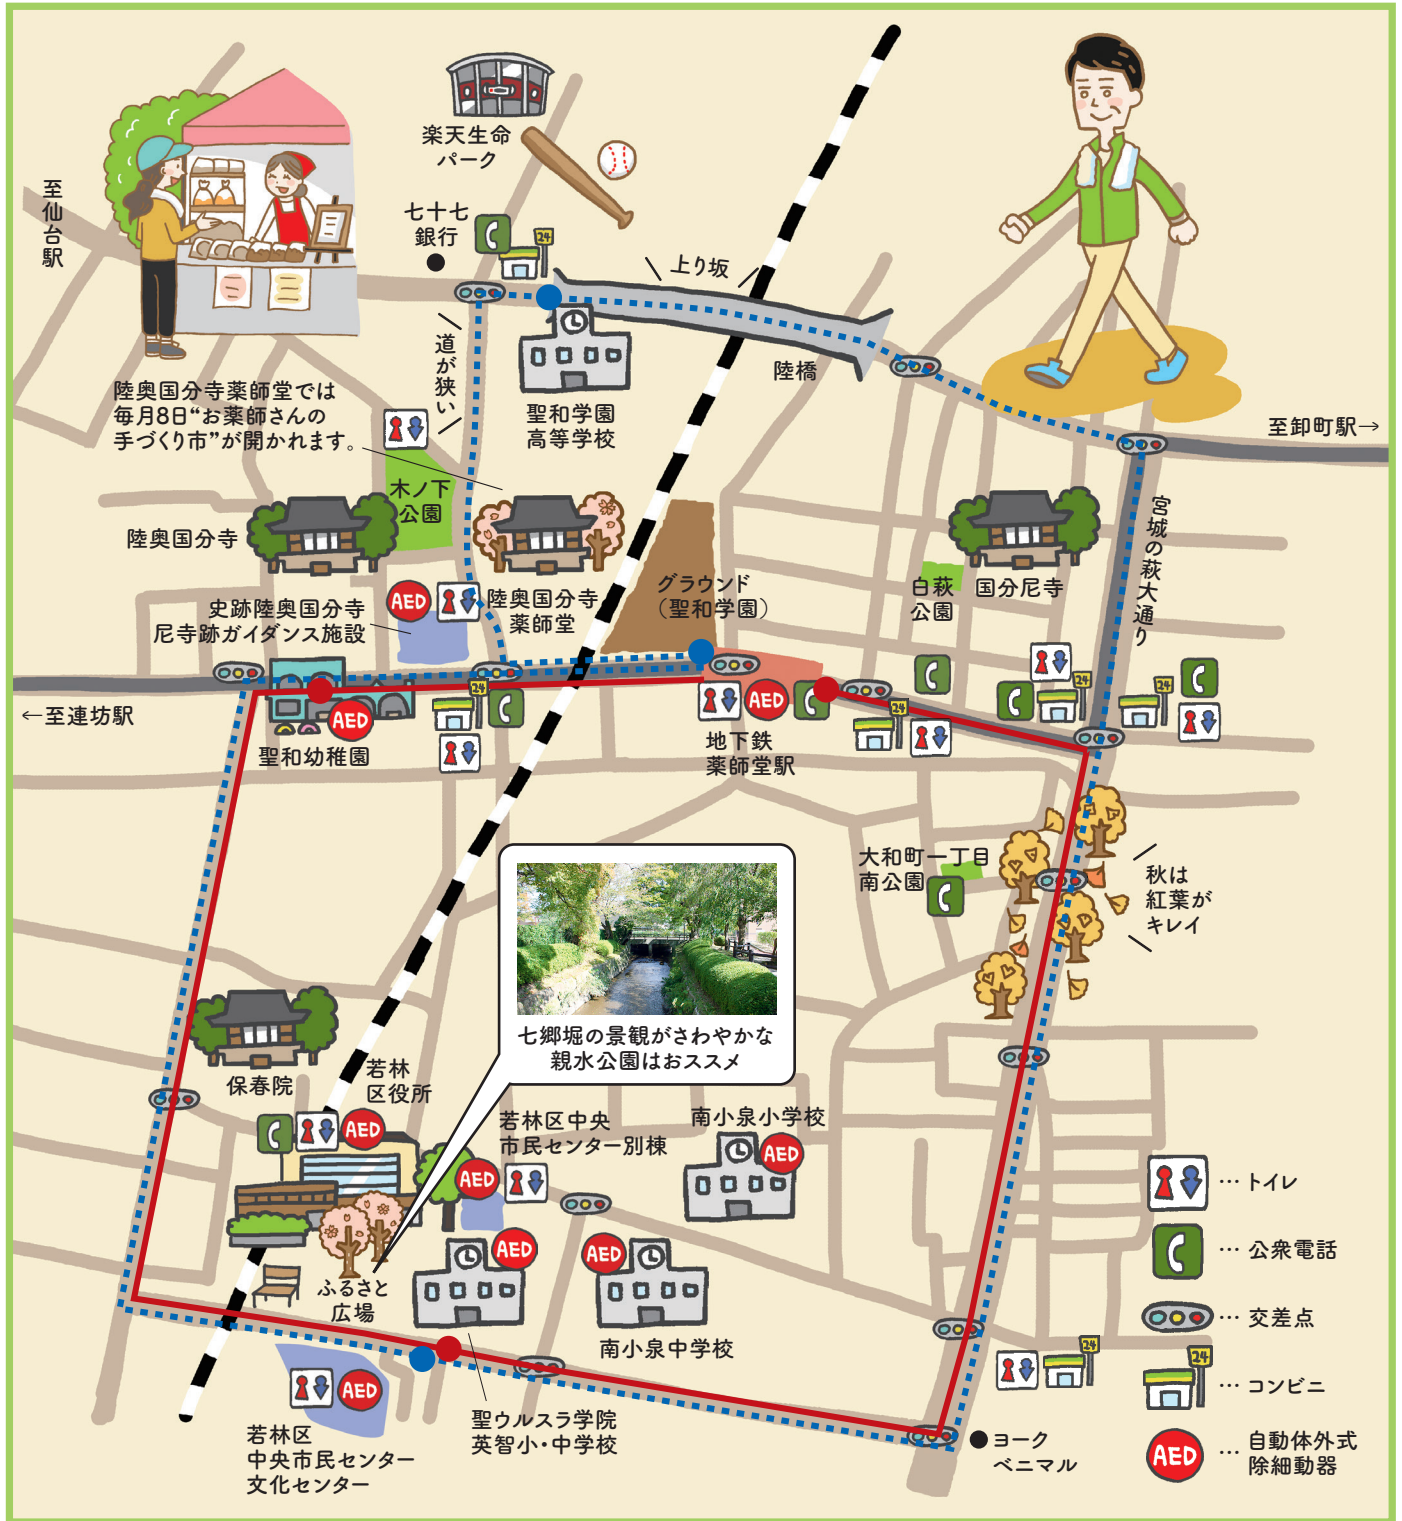 楽天生命
パーク
至仙台駅
七十七
銀行
24
上り坂
道が狭い
陸橋
聖和学園
高等学校
至卸町駅→
陸奥国分寺薬師堂では
毎月8日“お薬師さんの
手づくり市”が開かれます。
木ノ下
公園
陸奥国分寺
宮城の萩大通り
陸奥国分寺
薬師堂
グラウンド
（聖和学園）
白萩
公園
国分尼寺
AED
史跡陸奥国分寺
尼寺跡ガイダンス施設
←至連坊駅
聖和幼稚園
AED
24
AED
地下鉄
薬師堂駅
24
24
24
大和町一丁目
南公園
秋は
紅葉が
キレイ
七郷堀の景観がさわやかな
親水公園はおススメ
保春院
若林
区役所
AED
若林区中央
市民センター別棟
AED
南小泉小学校
AED
ふるさと
広場
AED
AED
南小泉中学校
聖ウルスラ学院
英智小・中学校
AED
若林区
中央市民センター
文化センター
24
ヨーク
ベニマル
…トイレ
…公衆電話
…交差点
24
…コンビニ
AED
…自動体外式
除細動器